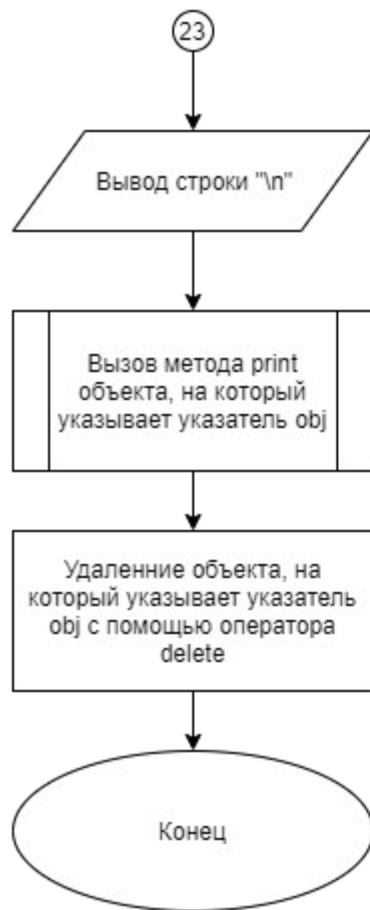 23
Вывод строки "\n"
Вызов метода print
объекта, на который
указывает указатель obj
Удаленние объекта, на
который указывает указатель
obj с помощью оператора
delete
Конец